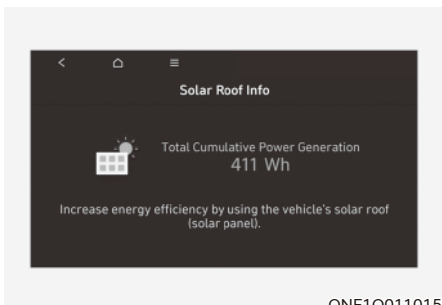 Solar Roof Info
Total Cumulative Power Generation
411 Wh
Increase energy efficiency by using the vehicle's solar roof
(solar panel).
ONE1Q011015